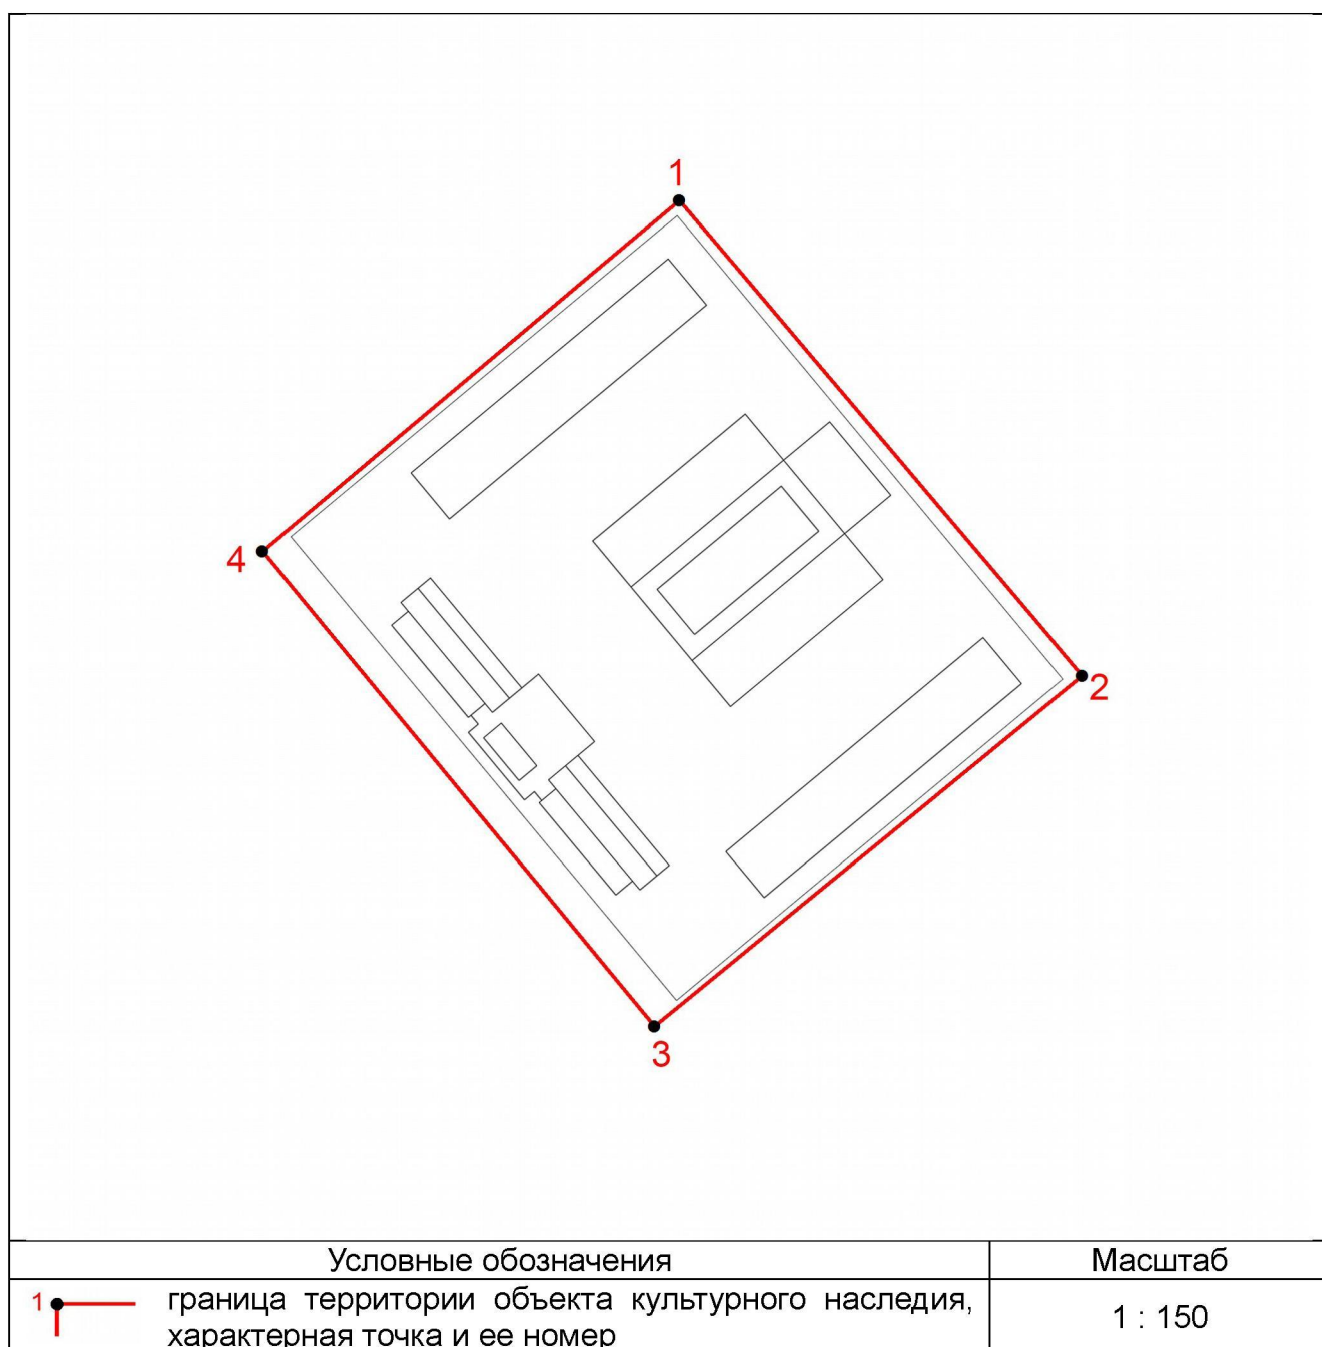 1
2
4
3
Условные обозначения
Масштаб
1
граница территории объекта культурного наследия,
характерная точка и ее номер
1 : 150